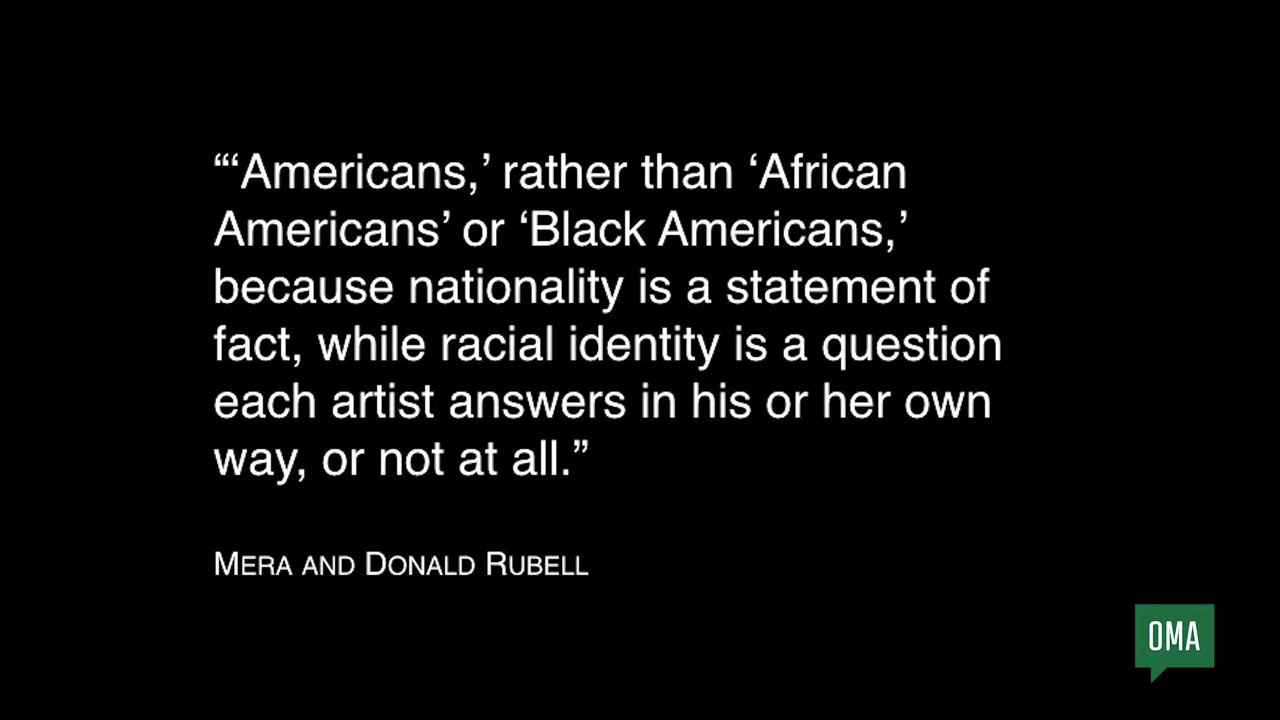 “‘Americans,’ rather than ‘African
Americans’ or ‘Black Americans,’
because nationality is a statement of
fact, while racial identity is a question
each artist answers in his or her own
way, or not at all.”
MERA AND DONALD RUBELL
OMA